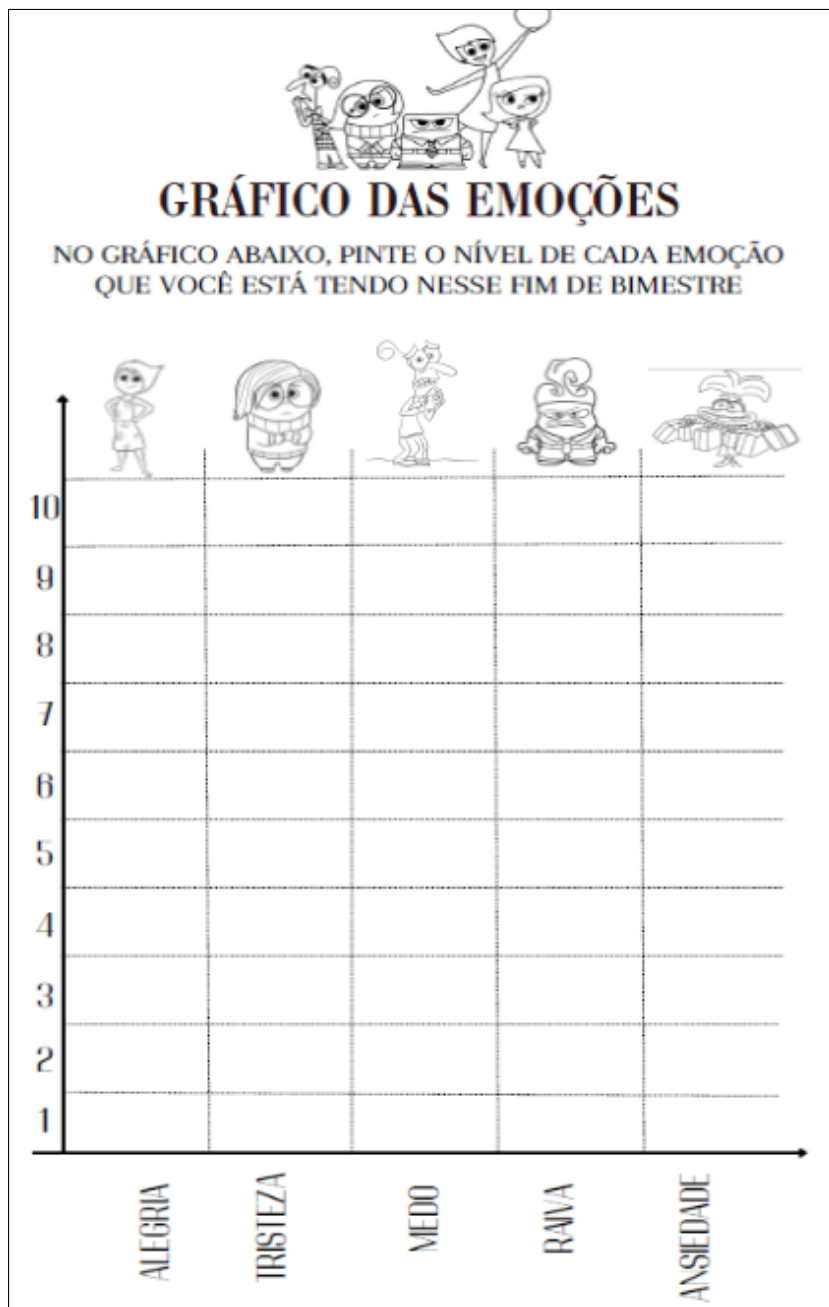 GRÁFICO DAS EMOÇÕES
NO GRÁFICO ABAIXO, PINTE O NÍVEL DE CADA EMOÇÃO
QUE VOCÊ ESTÁ TENDO NESSE FIM DE BIMESTRE
10
9
8
7
6
5
4
3
2
1
ALEGRIA
TRISTEZA
MEDO
RAIVA
ANSIEDADE